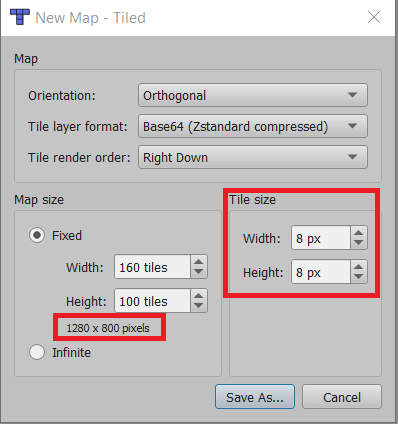 New Map - Tiled
Map
Orientation: Orthogonal
Tile layer format: Base64 (Zstandard compressed)
Tile render order: Right Down
Map size
Fixed
Width: 160 tiles
Height: 100 tiles
1280 x 800 pixels
Infinite
Tile size
Width: 8 px
Height: 8 px
Save As...
Cancel